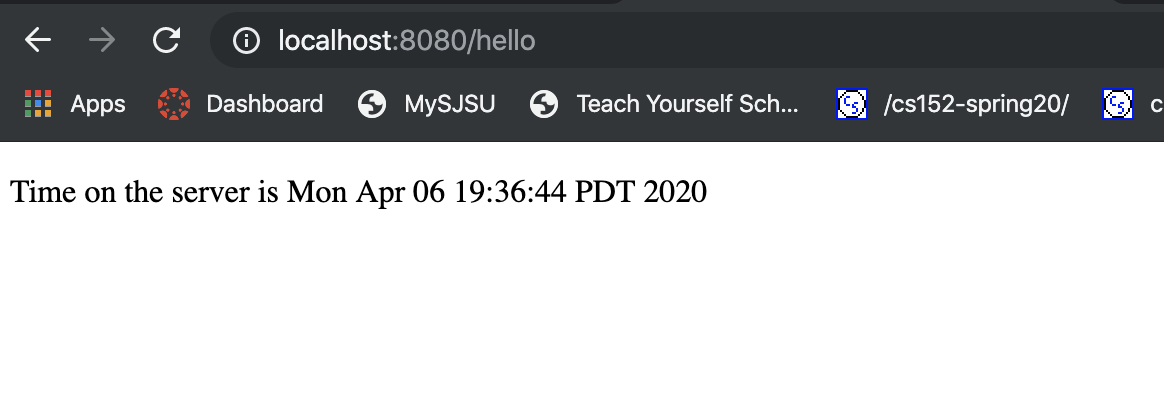 localhost:8080/hello
Apps Dashboard MySJSU Teach Yourself Sch... /cs152-spring20/ c
Time on the server is Mon Apr 06 19:36:44 PDT 2020